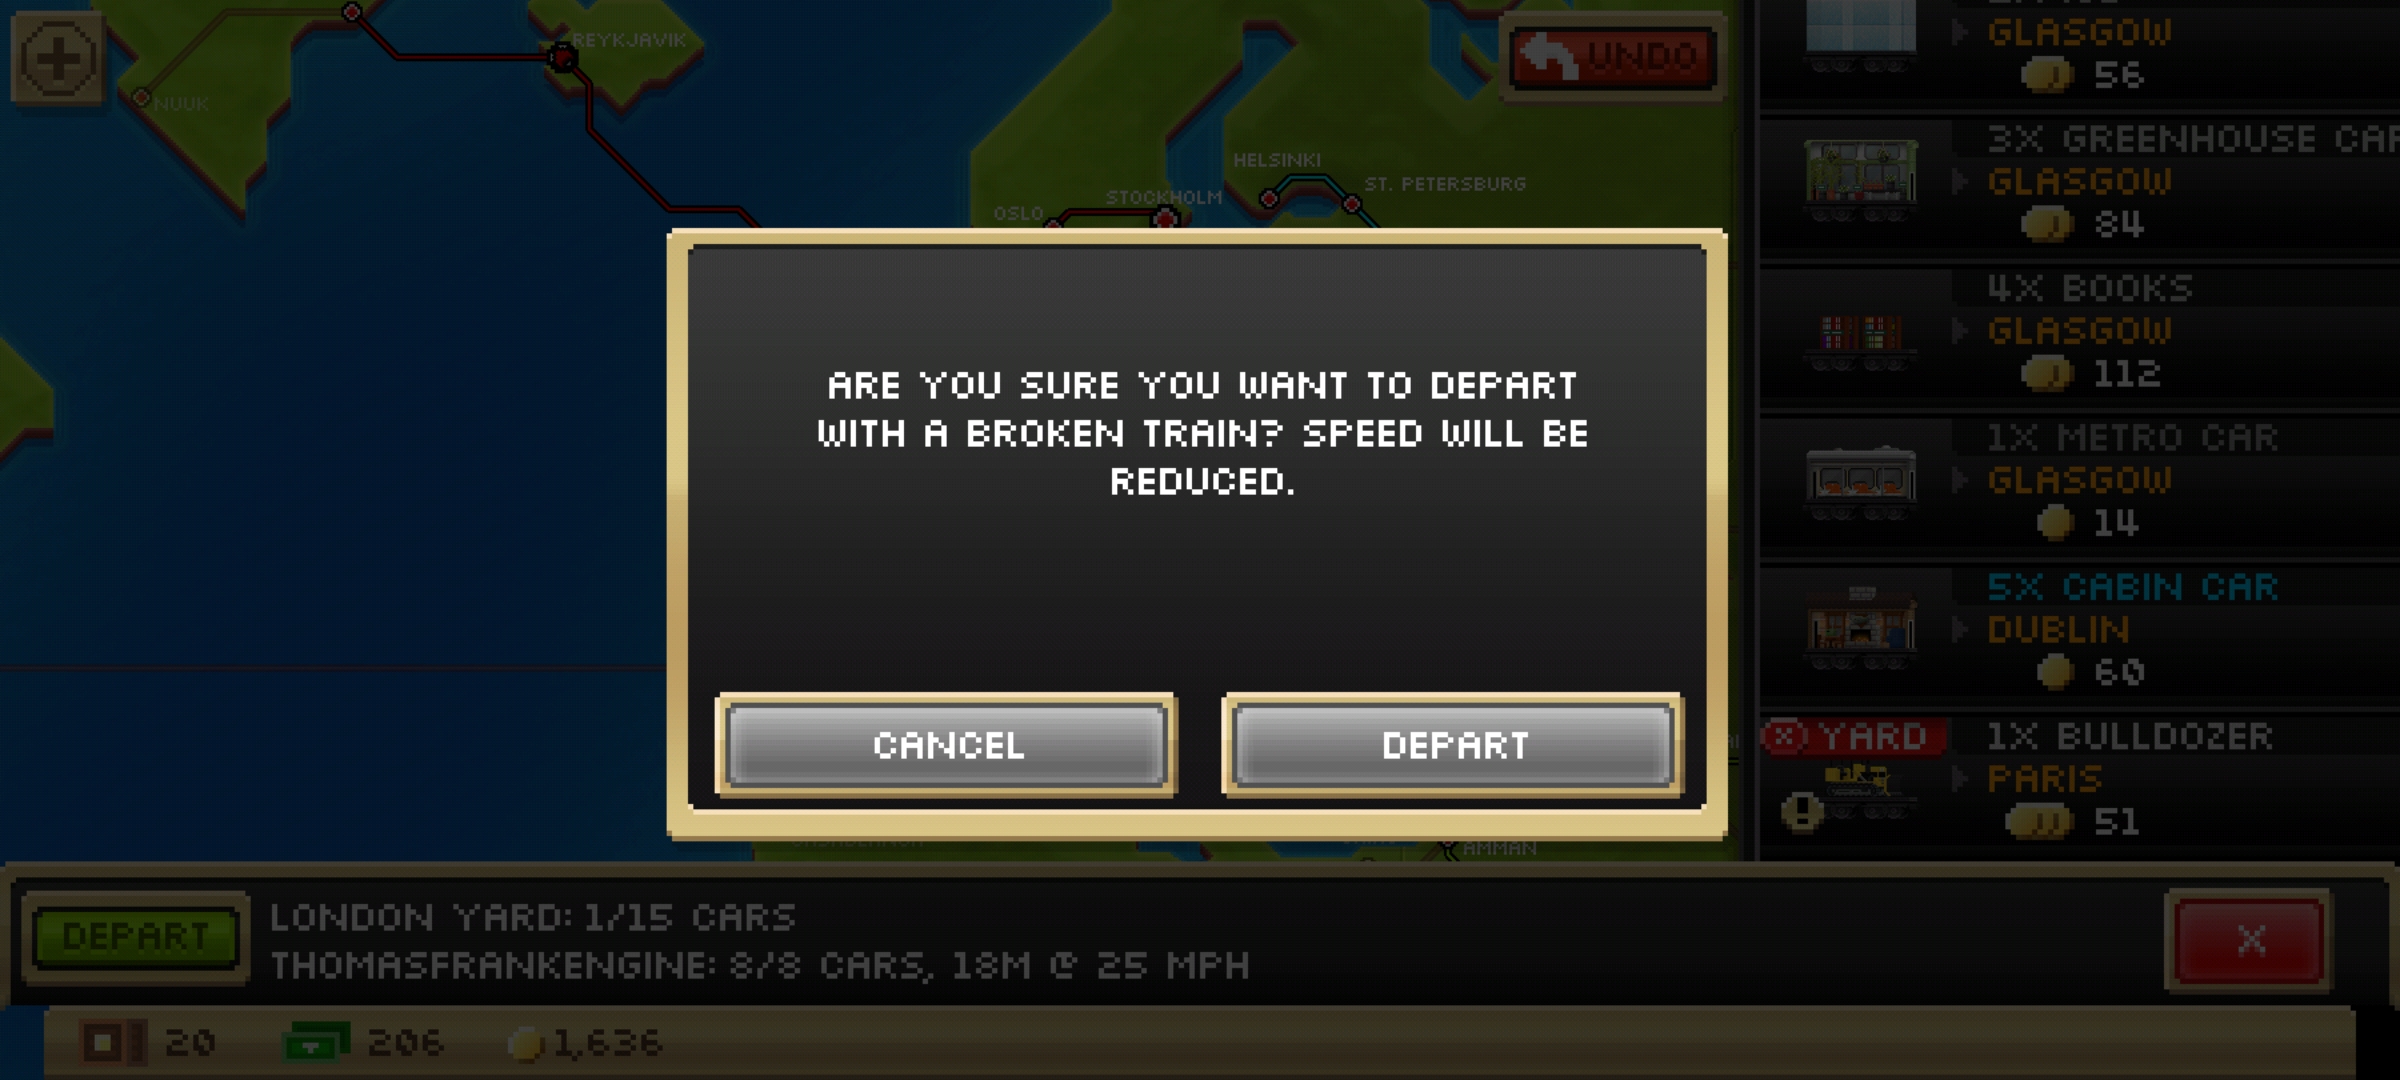 REYKJAVIK
NUUK
UNDO
HELSINKI
ST. PETERSBURG
STOCKHOLM
OSLO
ARE YOU SURE YOU WANT TO DEPART
WITH A BROKEN TRAIN? SPEED WILL BE
REDUCED.
CANCEL
DEPART
AMMAN
GLASGOW
56
3X GREENHOUSE CAR
GLASGOW
84
4X BOOKS
GLASGOW
112
1X METRO CAR
GLASGOW
14
5X CABIN CAR
DUBLIN
60
YARD
1X BULLDOZER
PARIS
51
DEPART
LONDON YARD: 1/15 CARS
THOMASFRANKENGINE: 8/8 CARS, 18M @ 25 MPH
X
20
206
1,636